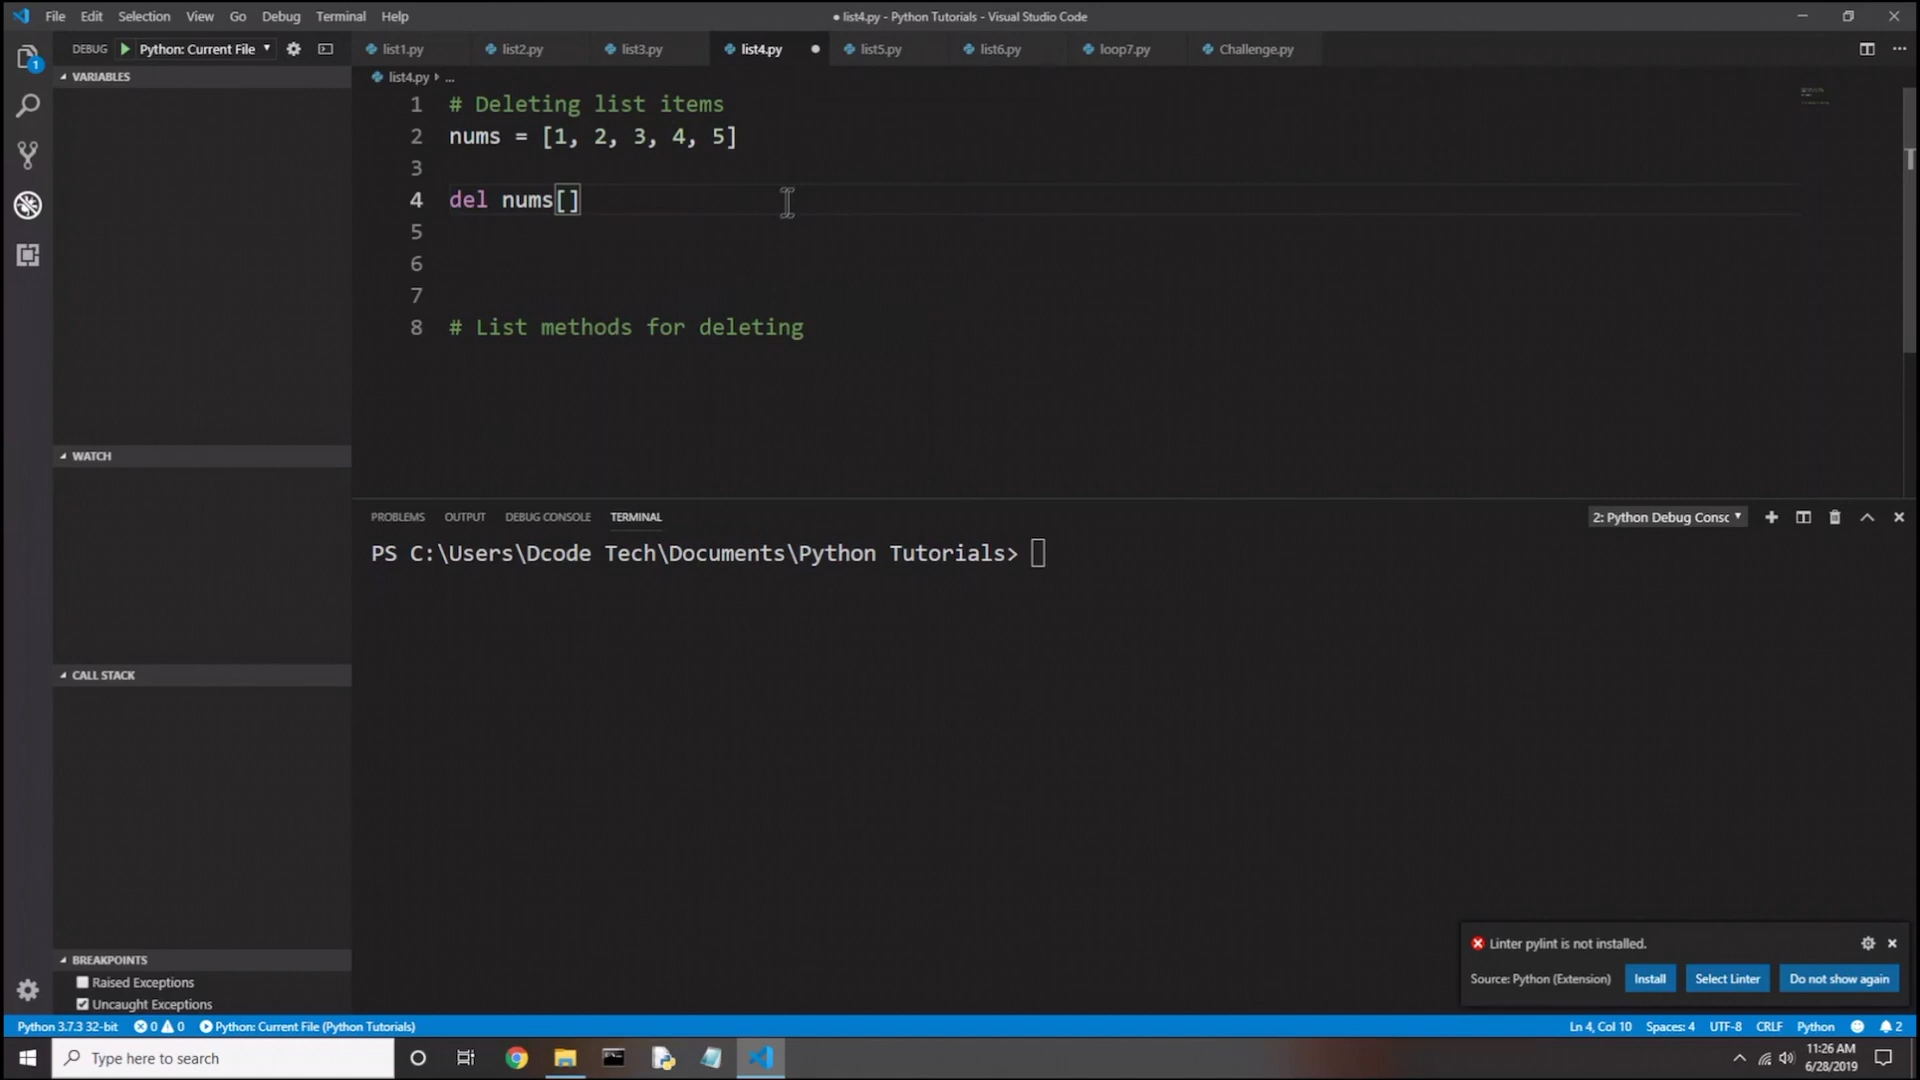 File Edit Selection View Go Debug Terminal Help
● list4.py - Python Tutorials - Visual Studio Code
DEBUG Python: Current File
list1.py list2.py list3.py list4.py list5.py list6.py loop7.py Challenge.py
VARIABLES
list4.py ...
1 # Deleting list items
2 nums = [1, 2, 3, 4, 5]
3
4 del nums[]
5
6
7
8 # List methods for deleting
WATCH
CALL STACK
BREAKPOINTS
Raised Exceptions
Uncaught Exceptions
PROBLEMS OUTPUT DEBUG CONSOLE TERMINAL
2: Python Debug Consc
PS C:\Users\Dcode Tech\Documents\Python Tutorials>
Linter pylint is not installed.
Source: Python (Extension) Install Select Linter Do not show again
Python 3.7.3 32-bit 0 0 Python: Current File (Python Tutorials)
Ln 4, Col 10 Spaces: 4 UTF-8 CRLF Python 2
Type here to search
11:26 AM
6/28/2019
1